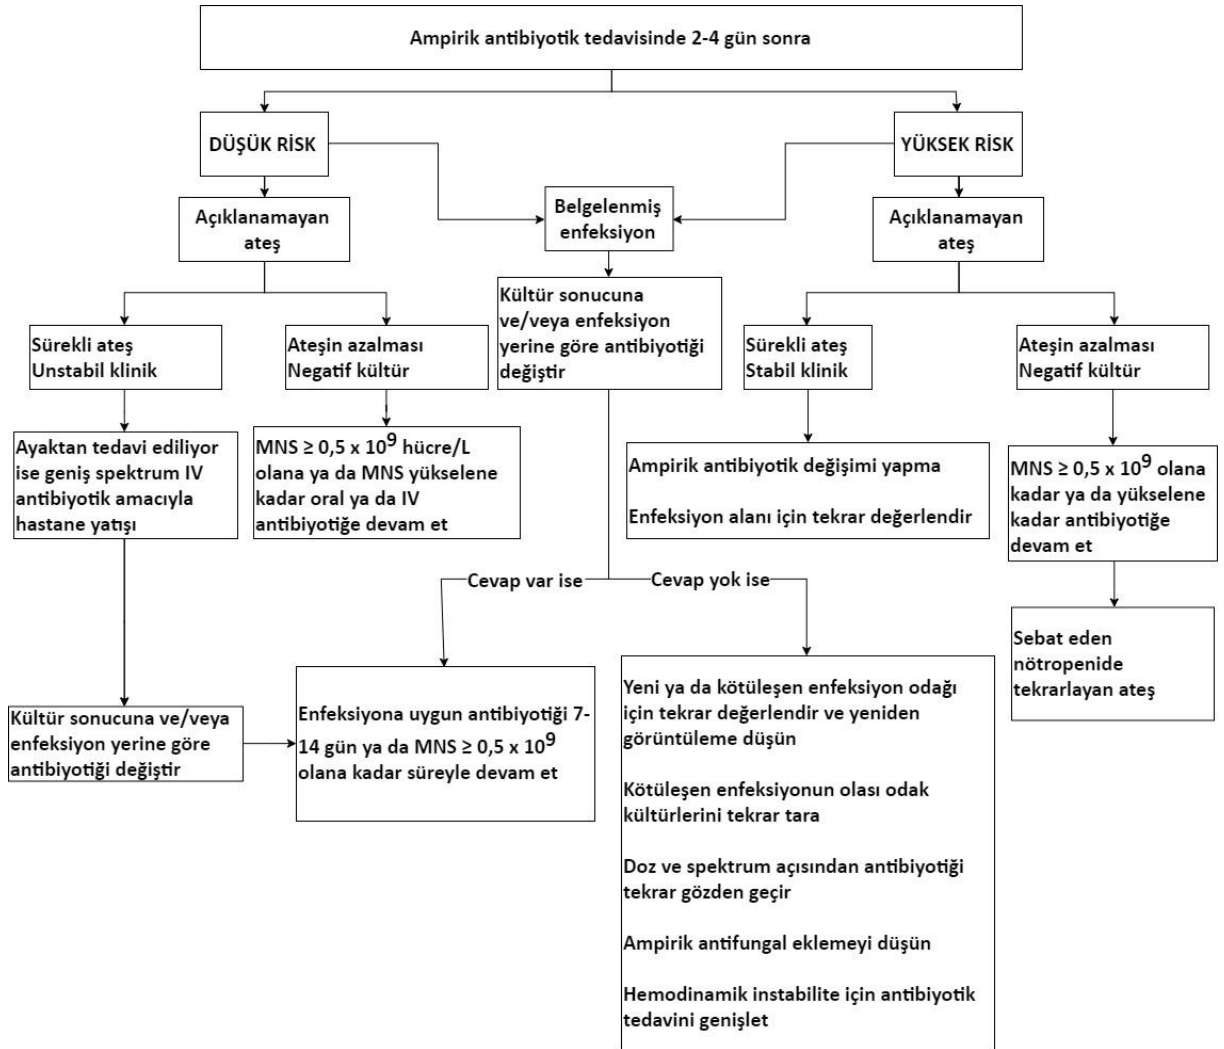 Ampirik antibiyotik tedavisinde 2-4 gün sonra
DÜŞÜK RİSK
YÜKSEK RİSK
Açıklanamayan
ateş
Belgelenmiş
enfeksiyon
Açıklanamayan
ateş
Sürekli ateş
Unstabil klinik
Ateşin azalması
Negatif kültür
Kültür sonucuna
ve/veya enfeksiyon
yerine göre antibiyotiği
değiştir
Sürekli ateş
Stabil klinik
Ateşin azalması
Negatif kültür
Ayaktan tedavi ediliyor
ise geniş spektrum IV
antibiyotik amacıyla
hastane yatışı
MNS ≥ 0,5 x 10⁹ hücre/L
olana ya da MNS yükselene
kadar oral ya da IV
antibiyotiğe devam et
Ampirik antibiyotik değişimi yapma
Enfeksiyon alanı için tekrar değerlendir
MNS ≥ 0,5 x 10⁹ olana
kadar ya da yükselene
kadar antibiyotiğe
devam et
Cevap var ise
Cevap yok ise
Sebat eden
nötropenide
tekrarlayan ateş
Kültür sonucuna ve/veya
enfeksiyon yerine göre
antibiyotiği değiştir
Enfeksiyona uygun antibiyotiği 7-
14 gün ya da MNS ≥ 0,5 x 10⁹
olana kadar süreyle devam et
Yeni ya da kötüleşen enfeksiyon odağı
için tekrar değerlendir ve yeniden
görüntüleme düşün
Kötüleşen enfeksiyonun olası odak
kültürlerini tekrar tara
Doz ve spektrum açısından antibiyotiği
tekrar gözden geçir
Ampirik antifungal eklemeyi düşün
Hemodinamik instabilite için antibiyotik
tedavini genişlet